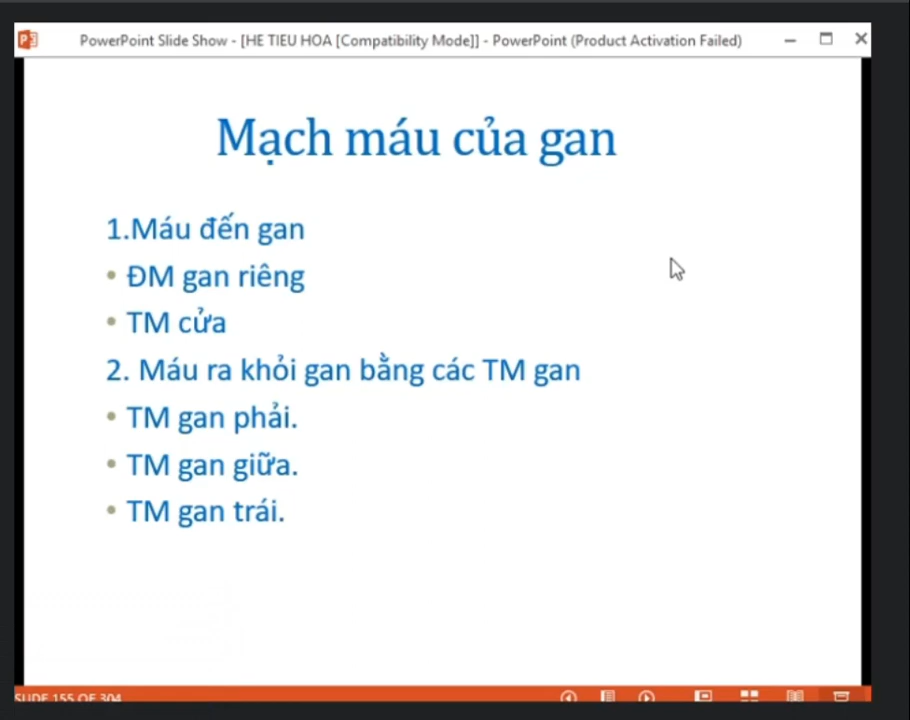 PowerPoint Slide Show - [HE TIEU HOA [Compatibility Mode]] - PowerPoint (Product Activation Failed)
Mạch máu của gan
1.Máu đến gan
• ĐM gan riêng
• TM cửa
2. Máu ra khỏi gan bằng các TM gan
• TM gan phải.
• TM gan giữa.
• TM gan trái.
SLIDE 155 OF 304